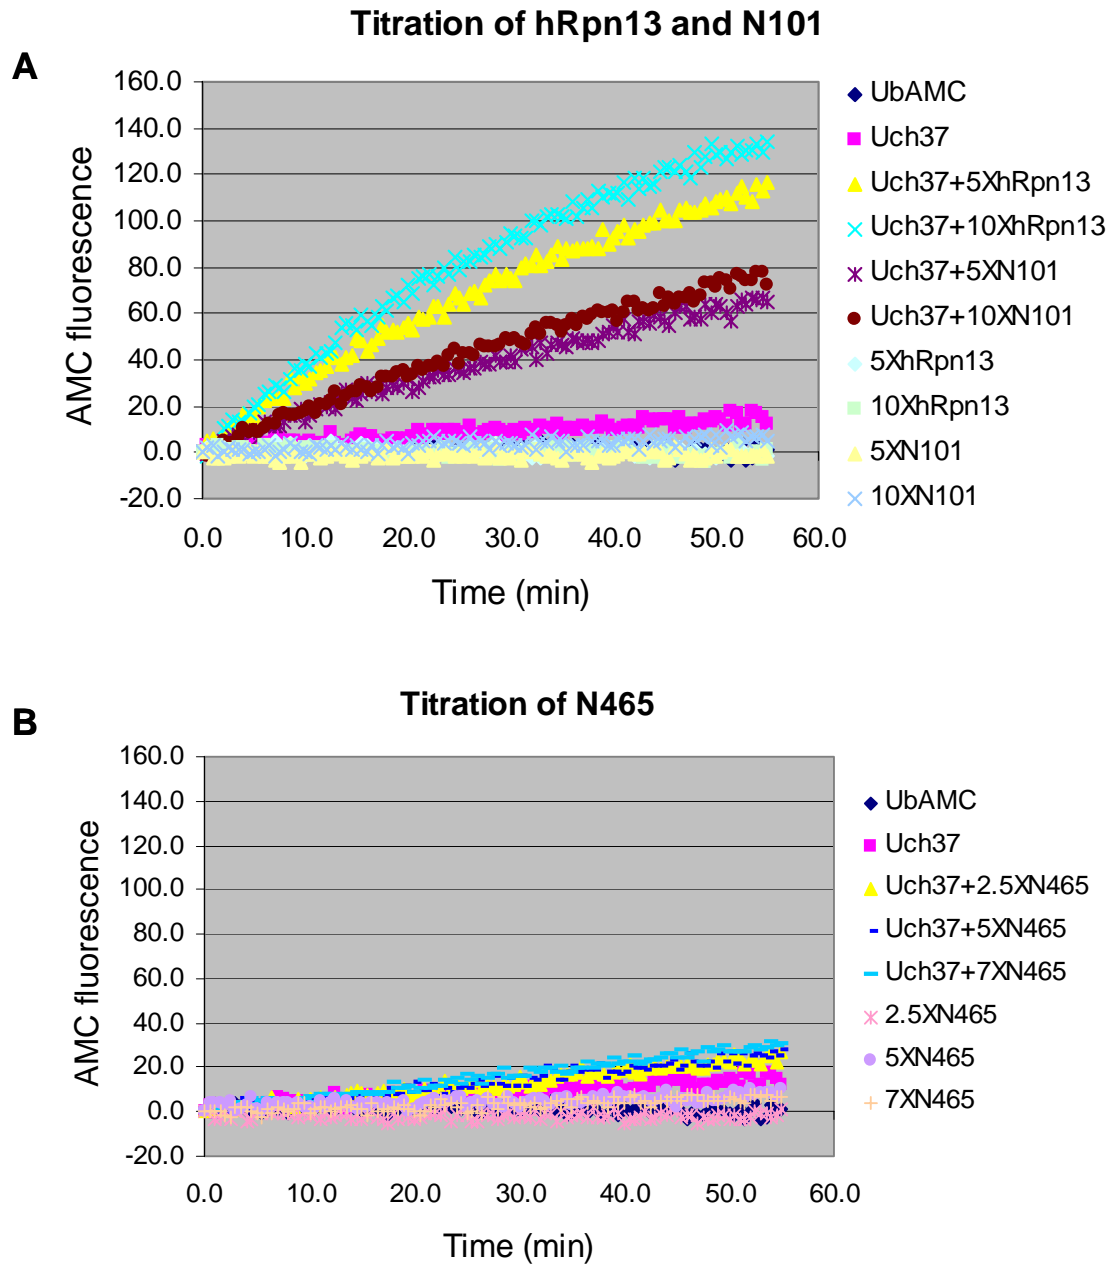 Titration of hRpn13 and N101
A
160.0
140.0
120.0
100.0
80.0
60.0
40.0
20.0
0.0
-20.0
AMC fluorescence
0.0 10.0 20.0 30.0 40.0 50.0 60.0
Time (min)
UbAMC
Uch37
Uch37+5XhRpn13
Uch37+10XhRpn13
Uch37+5XN101
Uch37+10XN101
5XhRpn13
10XhRpn13
5XN101
10XN101
Titration of N465
B
160.0
140.0
120.0
100.0
80.0
60.0
40.0
20.0
0.0
-20.0
AMC fluorescence
0.0 10.0 20.0 30.0 40.0 50.0 60.0
Time (min)
UbAMC
Uch37
Uch37+2.5XN465
Uch37+5XN465
Uch37+7XN465
2.5XN465
5XN465
7XN465